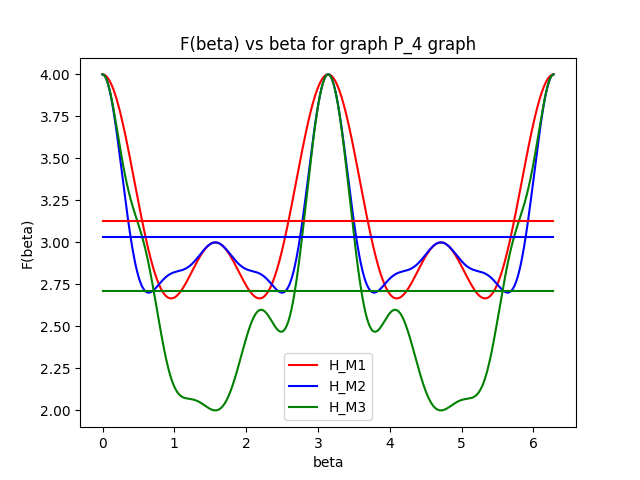 F(beta) vs beta for graph P_4 graph
F(beta)
4.00
3.75
3.50
3.25
3.00
2.75
2.50
2.25
2.00
H_M1
H_M2
H_M3
0 1 2 3 4 5 6
beta